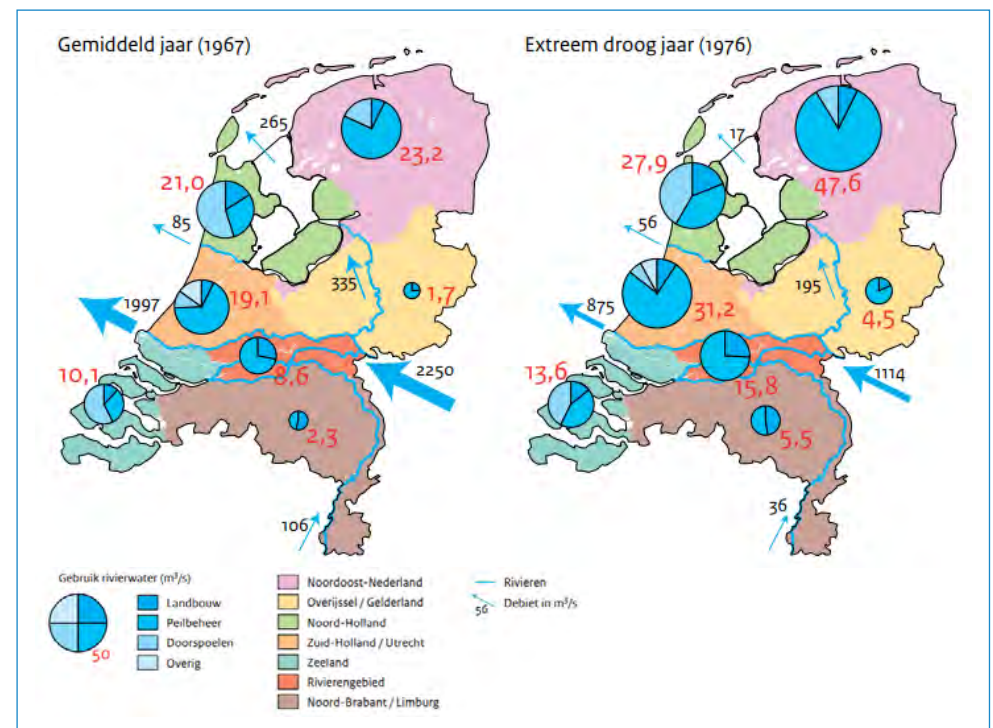 Gemiddeld jaar (1967)
265
23,2
21,0
85
335
1,7
19,1
1997
10,1
8,6
2250
2,3
106
Extreem droog jaar (1976)
17
27,9
47,6
56
195
4,5
31,2
875
13,6
15,8
1114
5,5
36
Gebruik rivierwater (m³/s)
50
Landbouw
Peilbeheer
Doorspoelen
Overig
Noordoost-Nederland
Overijssel / Gelderland
Noord-Holland
Zuid-Holland / Utrecht
Zeeland
Rivierengebied
Noord-Brabant / Limburg
Rivieren
56 Debiet in m³/s